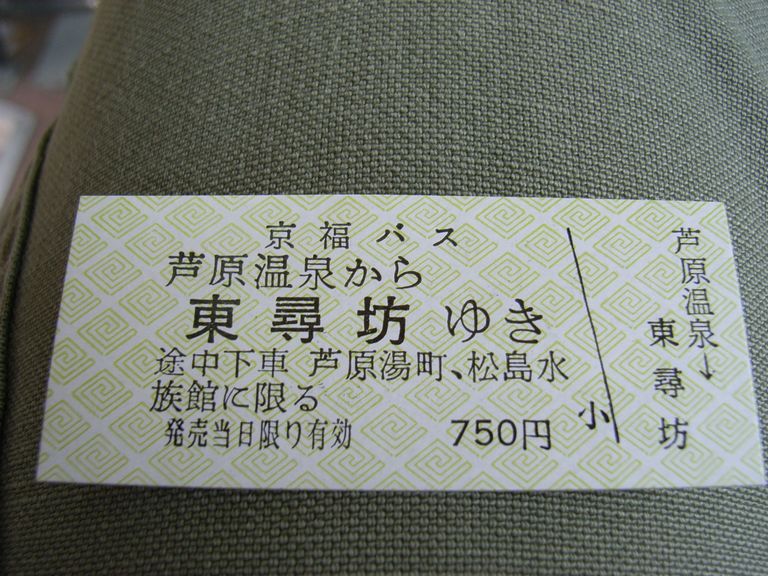 京福バス
芦原温泉から
東尋坊ゆき
途中下車 芦原湯町、松島水
族館に限る
発売当日限り有効 750円
小
芦原温泉→
東尋坊